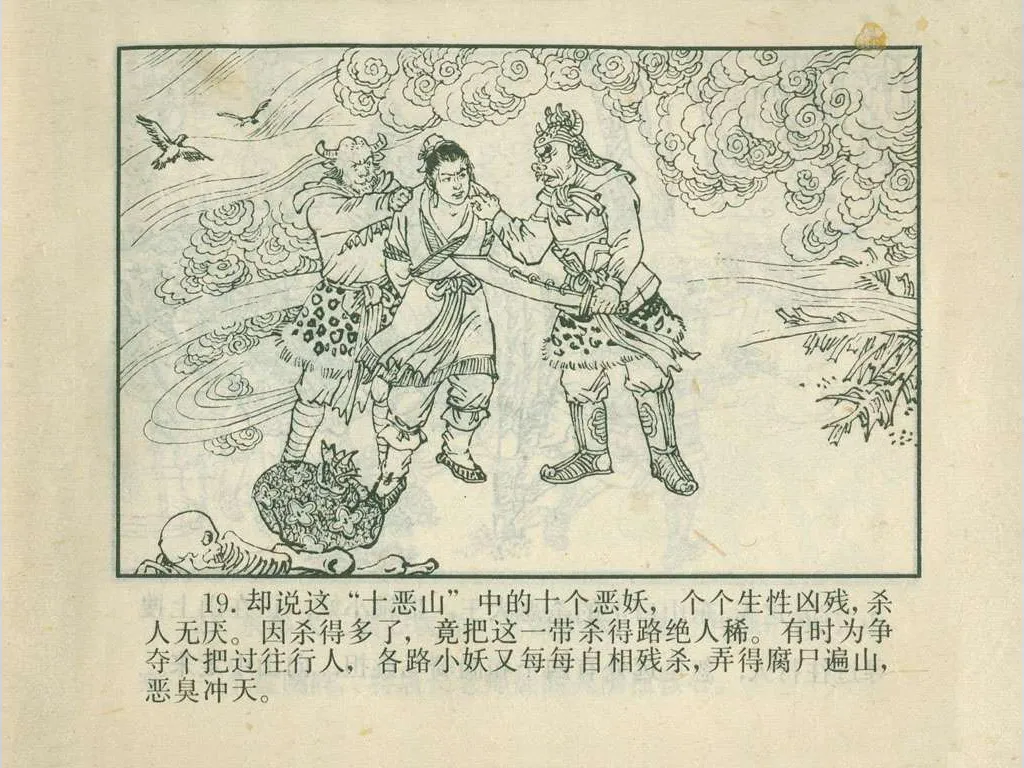 19. 却说这“十恶山”中的十个恶妖，个个生性凶残，杀
人无厌。因杀得多了，竟把这一带杀得路绝人稀。有时为争
夺个把过往行人，各路小妖又每每自相残杀，弄得腐尸遍山，
恶臭冲天。